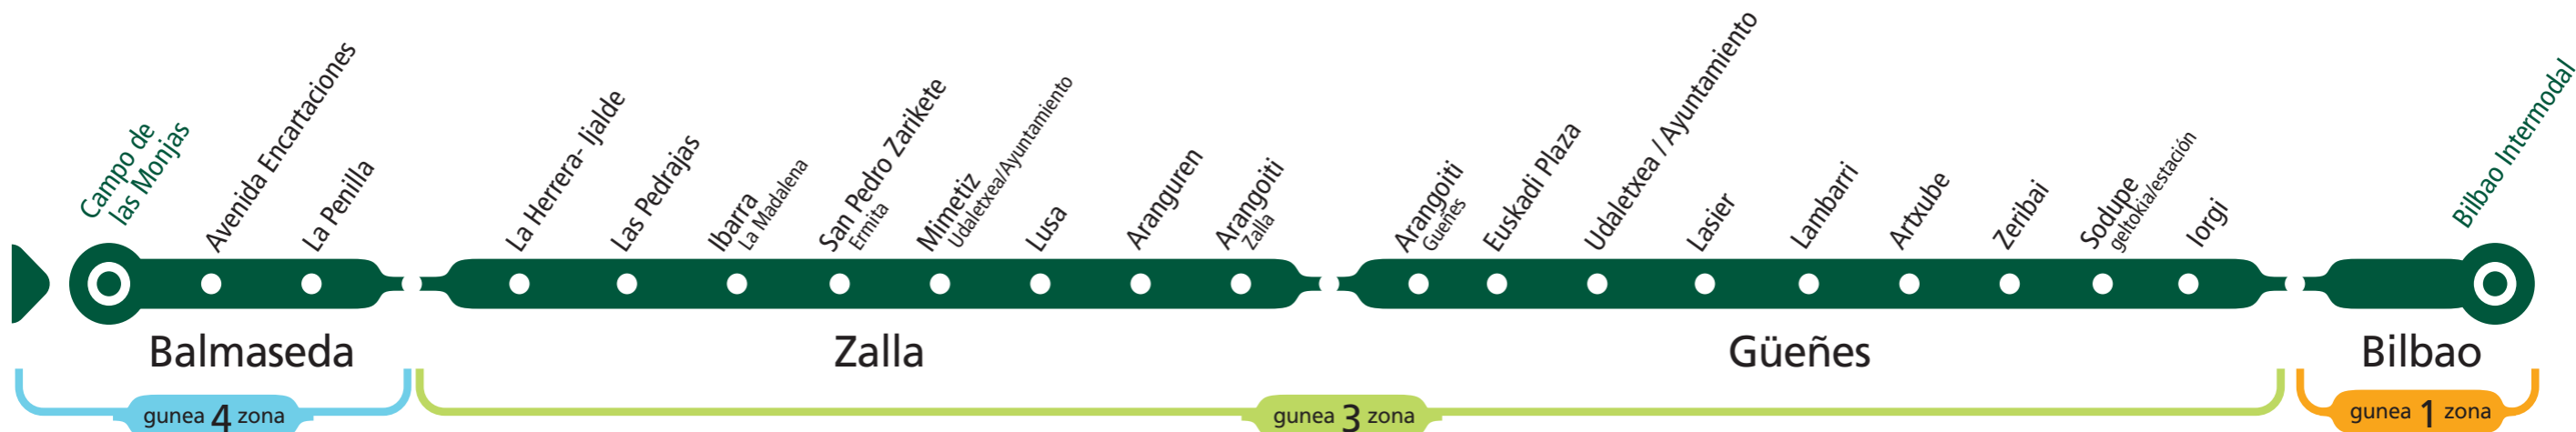 Campo de
las Monjas
Avenida Encartaciones
La Penilla
La Herrera- Ijalde
Las Pedrajas
Ibarra
La Madalena
San Pedro Zarikete
Ermita
Mimetiz
Udaletxea/Ayuntamiento
Lusa
Aranguren
Arangoiti
Zalla
Arangoiti
Gueñes
Euskadi Plaza
Udaletxea / Ayuntamiento
Lasier
Lambarri
Artxube
Zeribai
Sodupe
geltokia/estación
Iorgi
Bilbao Intermodal
Balmaseda
Zalla
Güeñes
Bilbao
gunea 4 zona
gunea 3 zona
gunea 1 zona